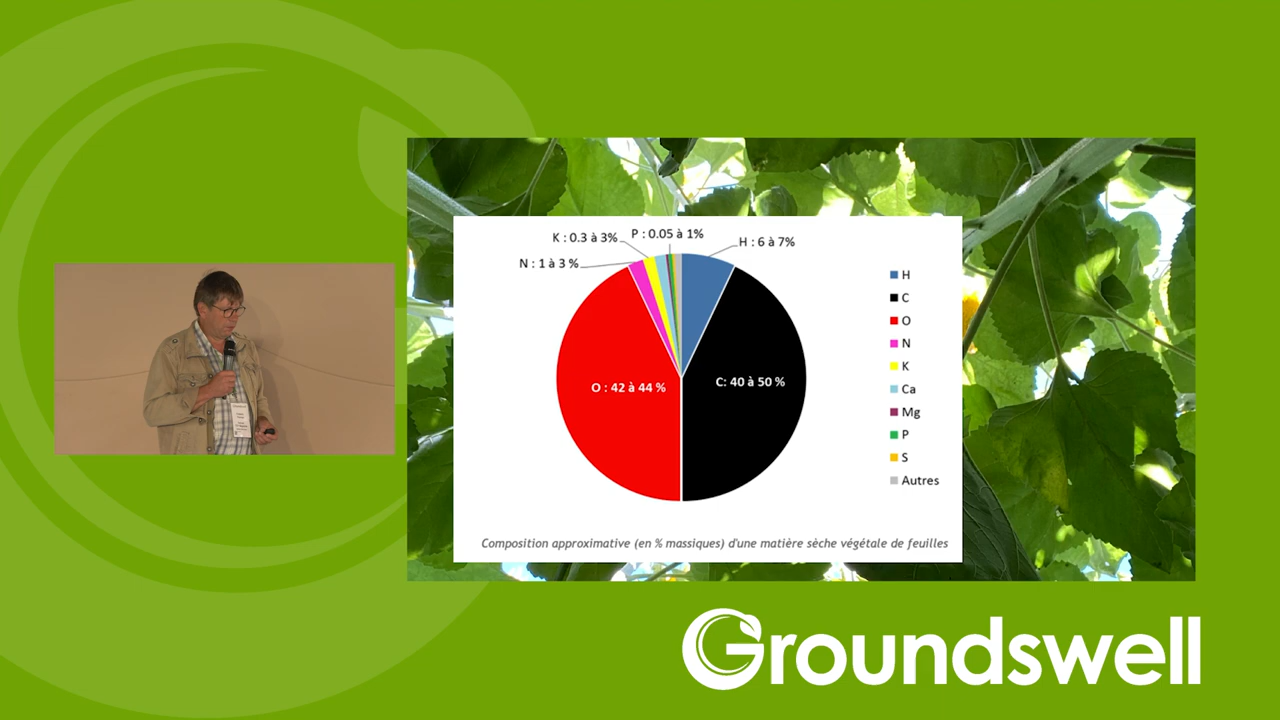 P : 0.05 à 1%
K : 0.3 à 3%
H : 6 à 7%
N : 1 à 3 %
O : 42 à 44 %
C: 40 à 50 %
H
C
O
N
K
Ca
Mg
P
S
Autres
Composition approximative (en % massiques) d'une matière sèche végétale de feuilles
Groundswell